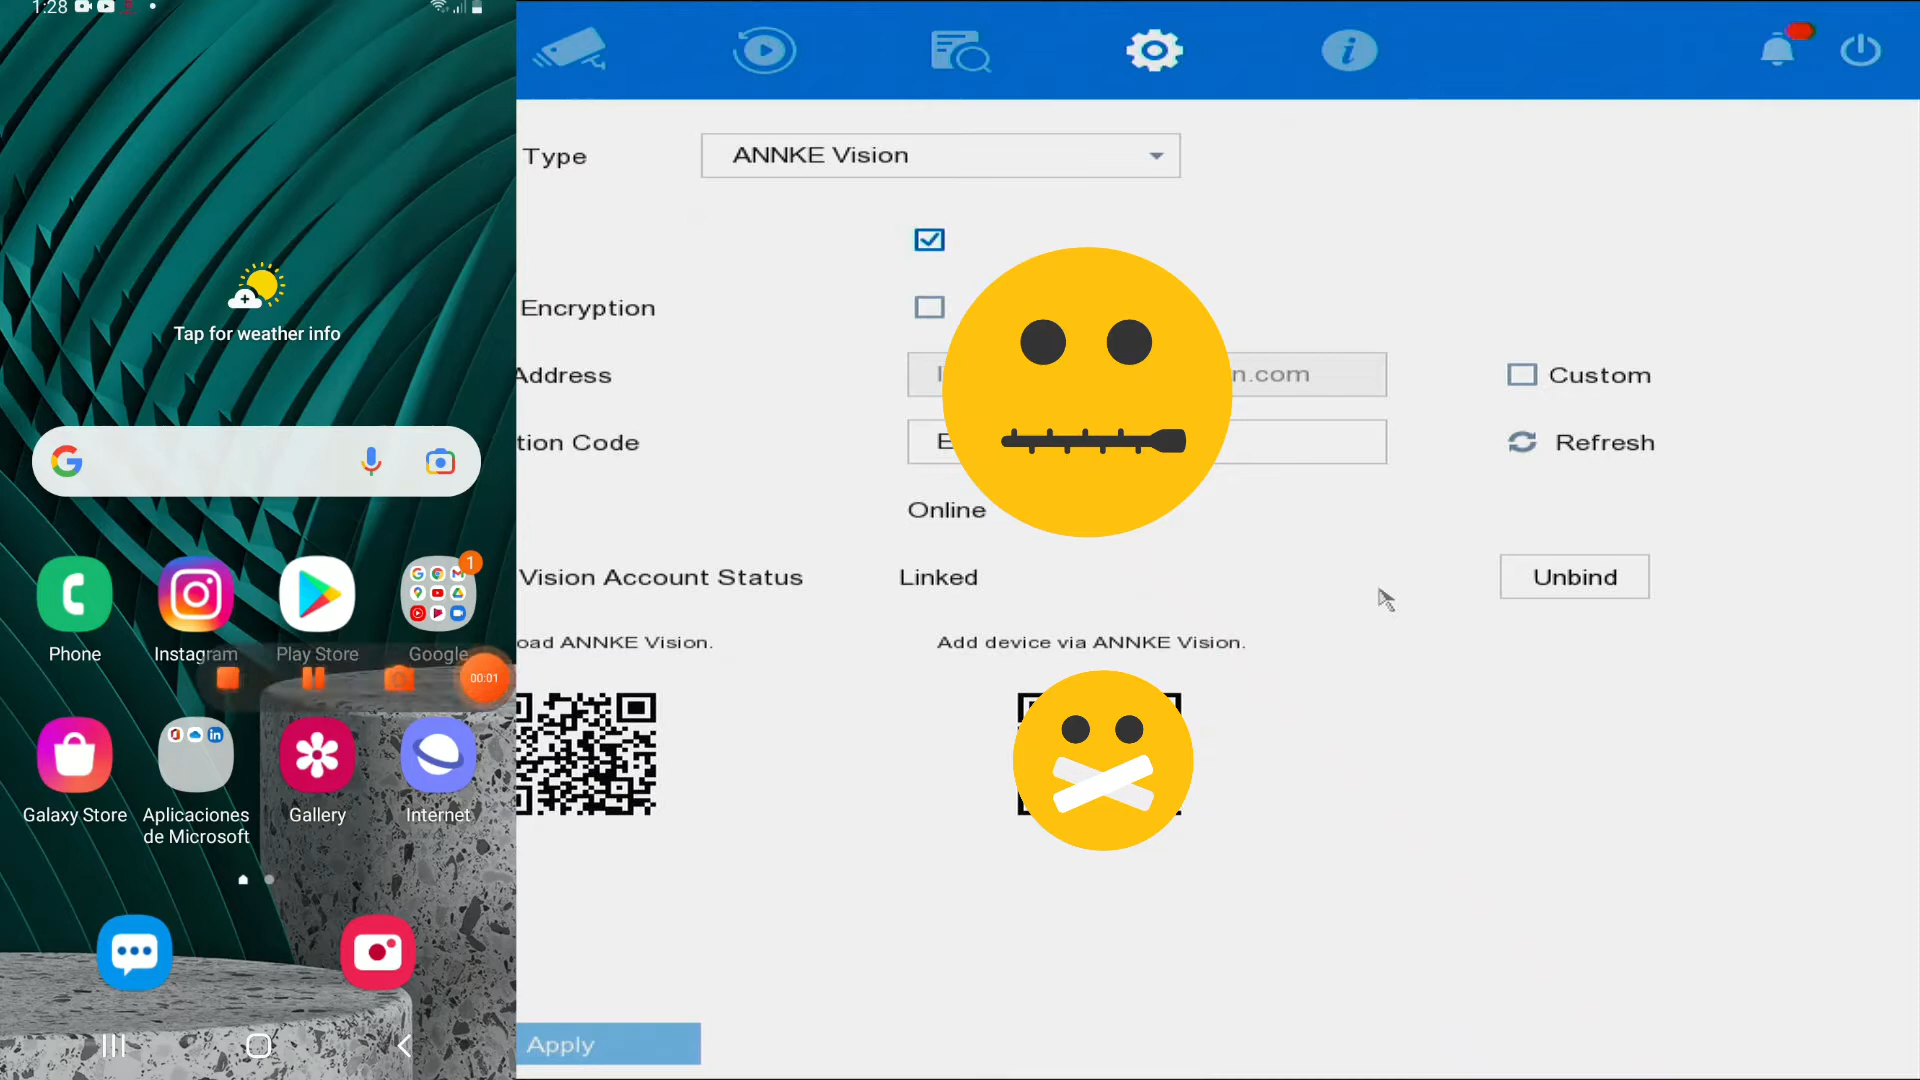 1:28
Tap for weather info
G
1
Phone
Instagram
Play Store
Google
00:01
Galaxy Store
Aplicaciones
de Microsoft
Gallery
Internet
Type
ANNKE Vision
Encryption
Address
n.com
Custom
tion Code
E
Refresh
Online
Vision Account Status
Linked
Unbind
oad ANNKE Vision.
Add device via ANNKE Vision.
Apply